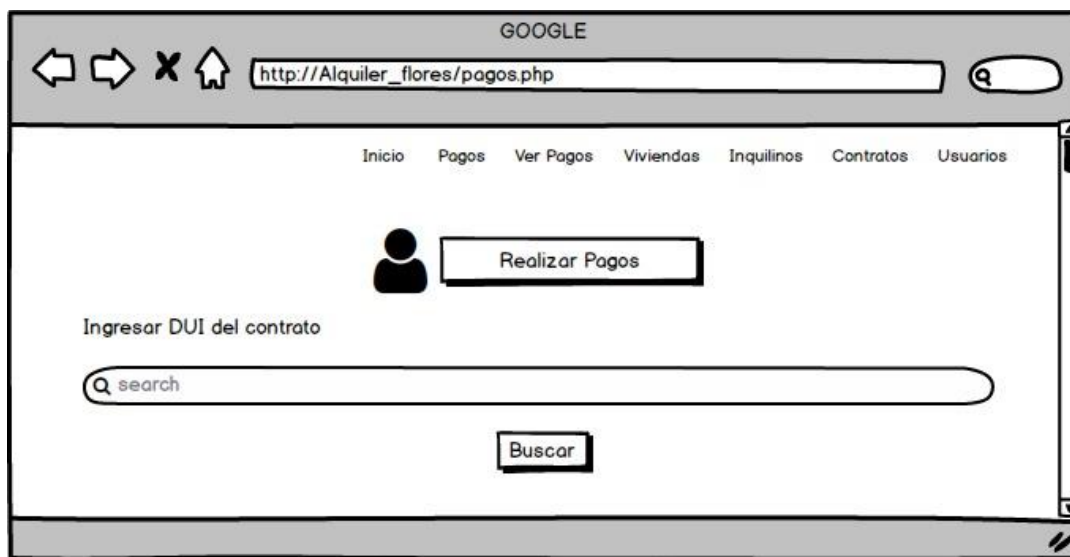 GOOGLE
http://Alquiler_flores/pagos.php
Inicio Pagos Ver Pagos Viviendas Inquilinos Contratos Usuarios
Realizar Pagos
Ingresar DUI del contrato
search
Buscar